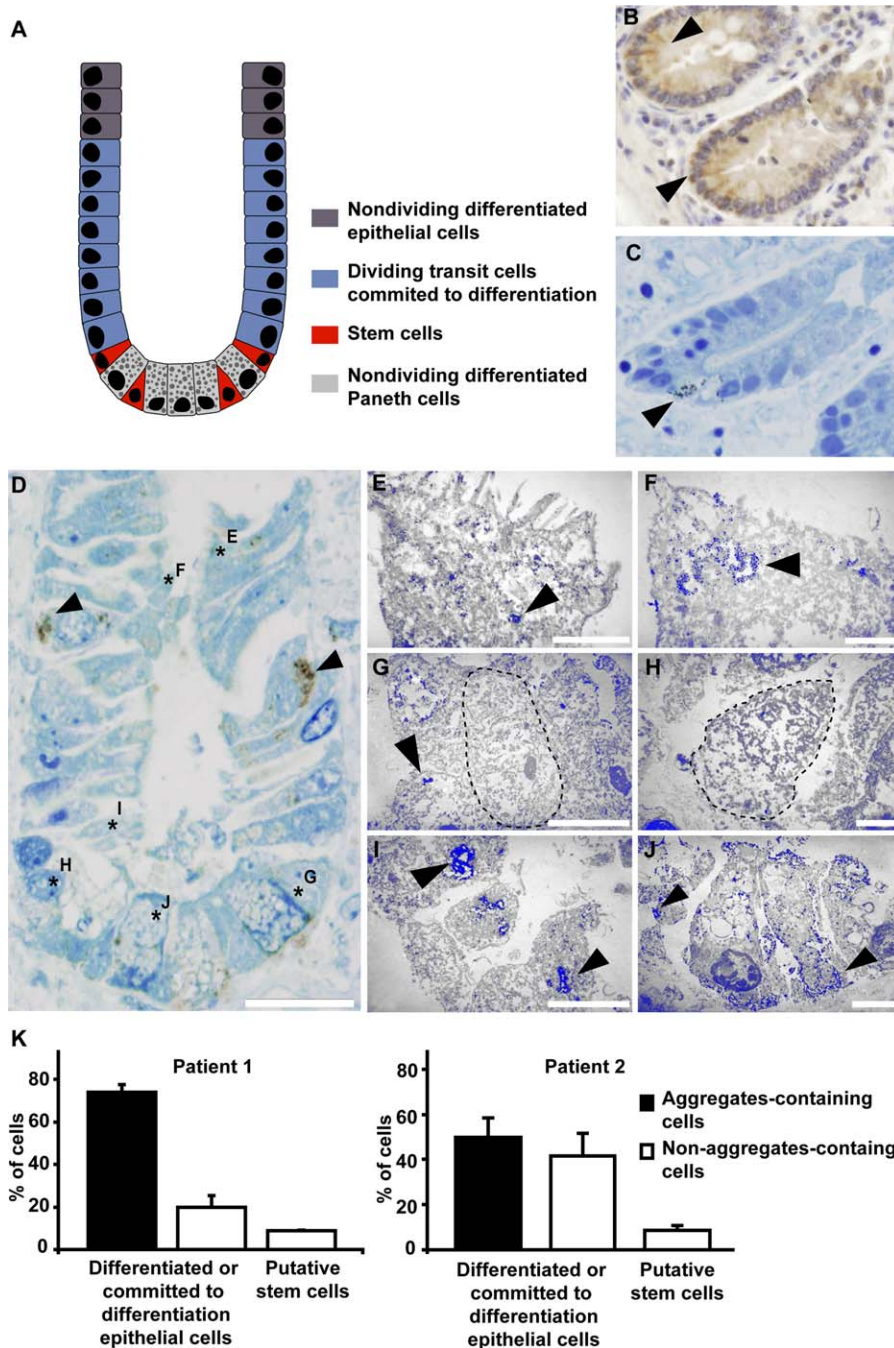 A
B
Nondividing differentiated
epithelial cells
Dividing transit cells
commited to differentiation
Stem cells
Nondividing differentiated
Paneth cells
C
D
E
F
* E
* F
* I
* H
* J
* G
E
F
G
H
I
J
K
Patient 1
% of cells
80
60
40
20
0
Differentiated or
committed to
differentiation
epithelial cells
Putative
stem cells
Patient 2
% of cells
80
60
40
20
0
Differentiated or
committed to
differentiation
epithelial cells
Putative
stem cells
Aggregates-containing
cells
Non-aggregates-containg
cells